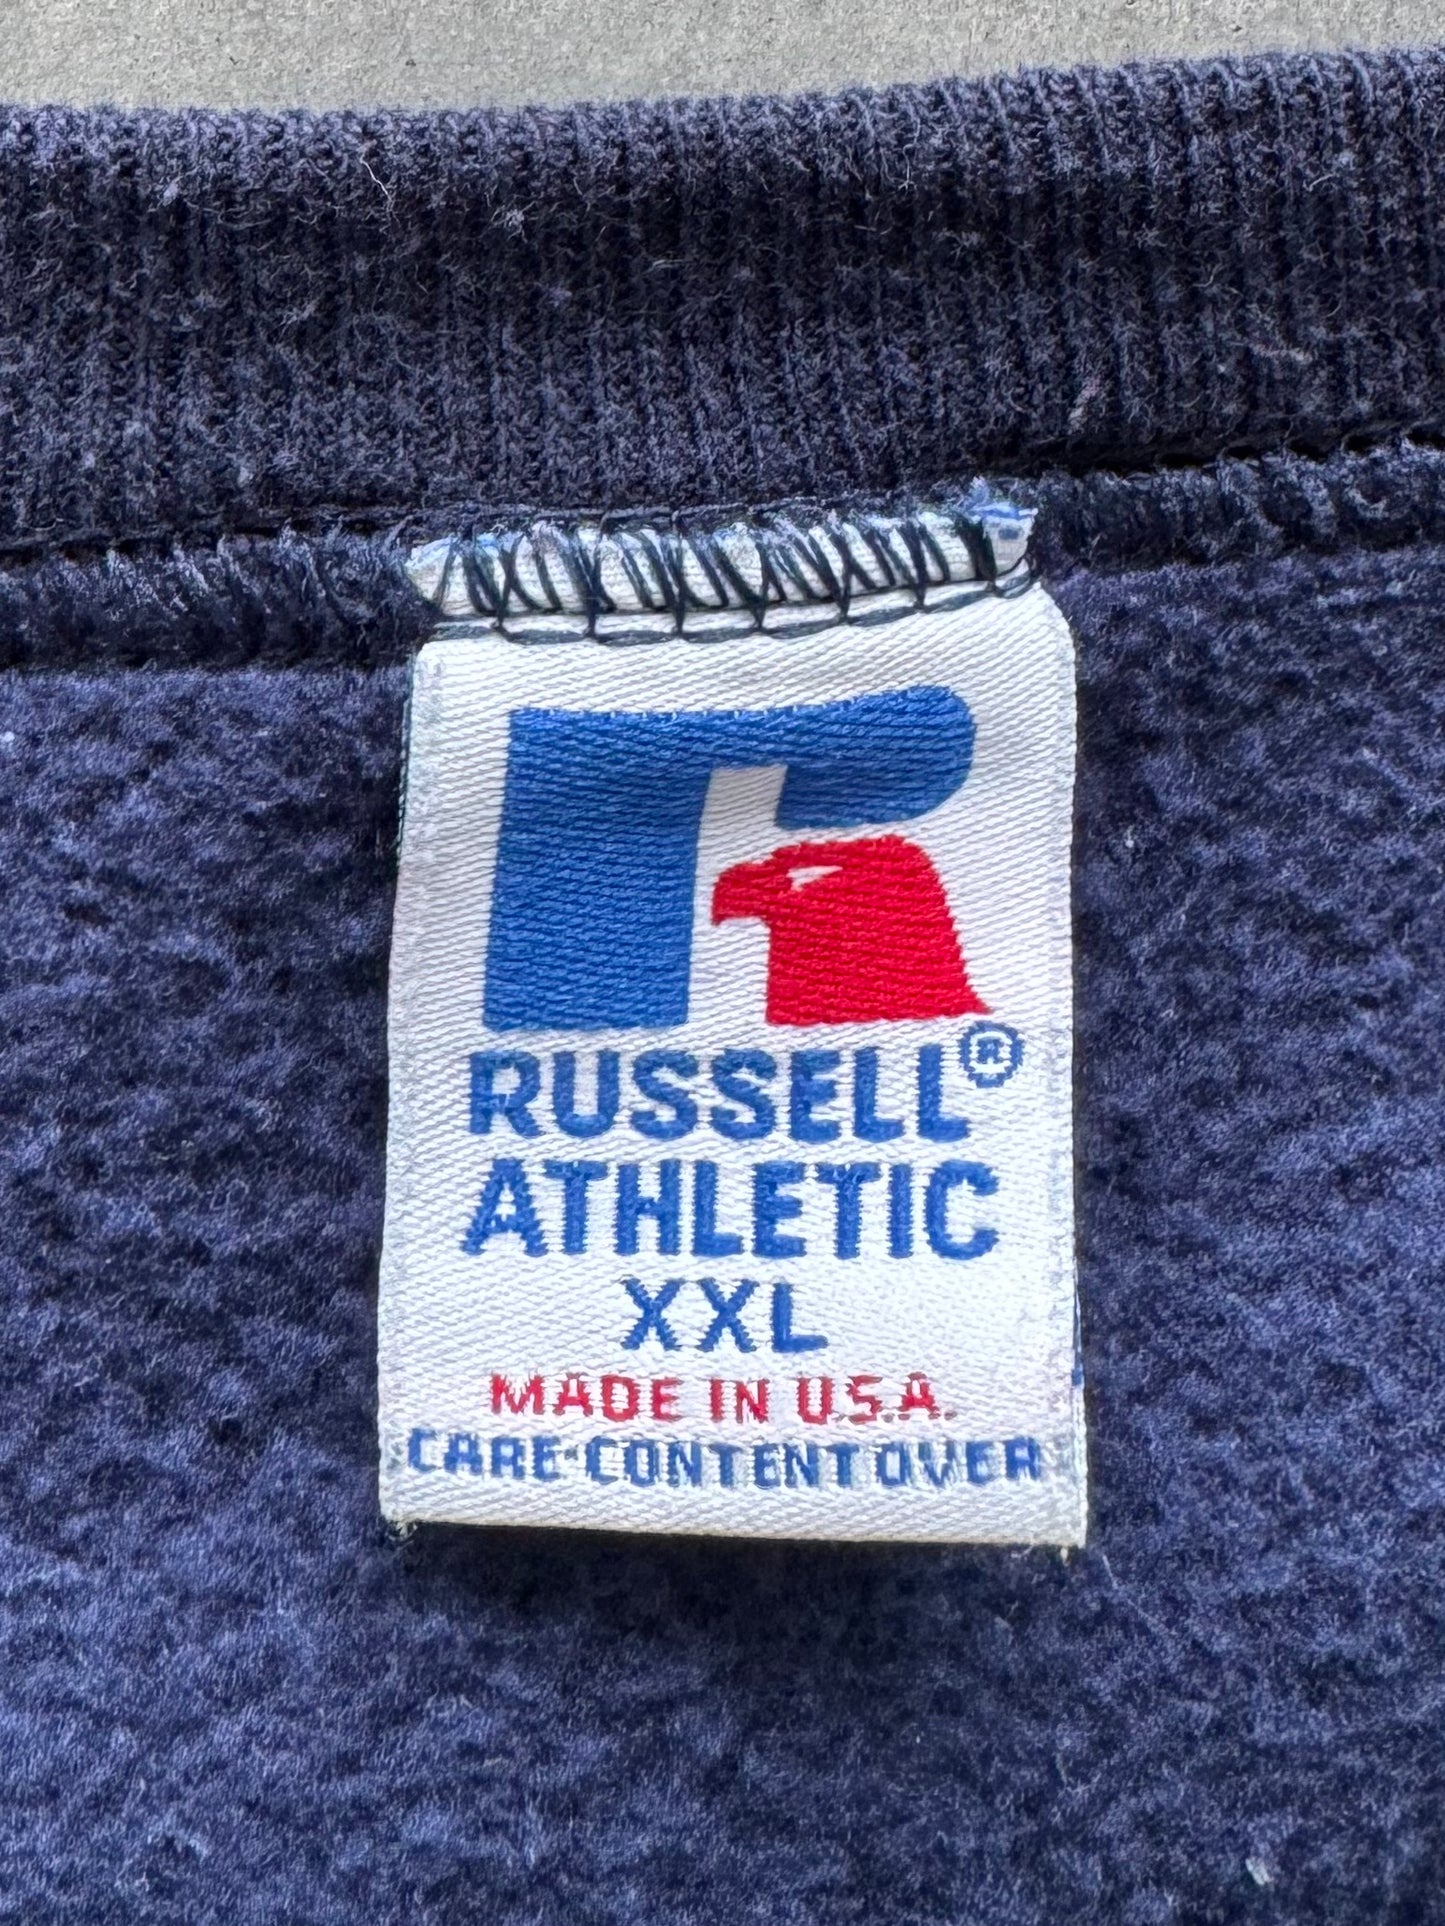 RUSSELL®
ATHLETIC
XXL
MADE IN U.S.A.
CARE·CONTENT OVER